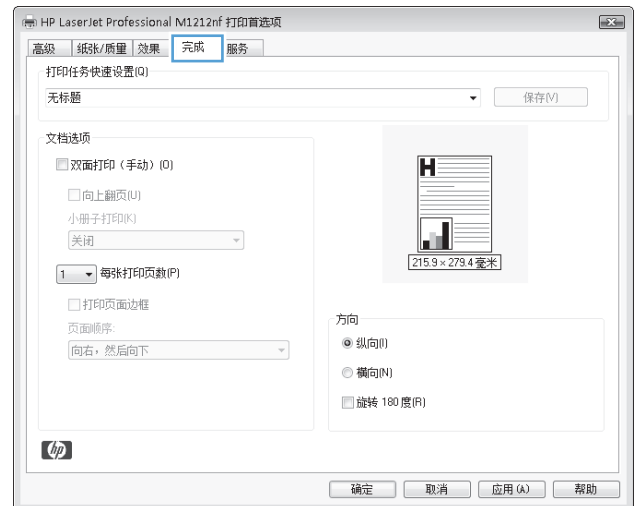 HP LaserJet Professional M1212nf 打印首选项
高级 纸张/质量 效果 完成 服务
打印任务快速设置(Q)
无标题 保存(V)
文档选项
双面打印（手动）(O)
向上翻页(U)
小册子打印(K)
关闭
1 每张打印页数(P)
打印页面边框
页面顺序:
向右，然后向下
H
215.9 × 279.4 毫米
方向
纵向(I)
横向(N)
旋转 180 度(R)
hp
确定 取消 应用(A) 帮助